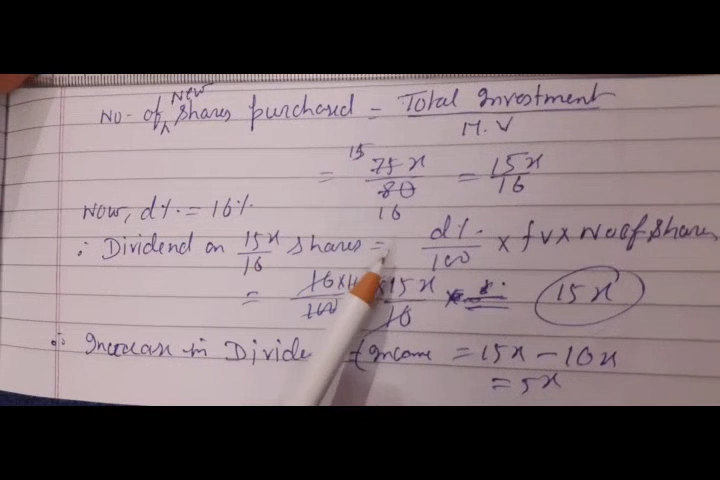 No. of ∧ New Shares purchased = Total Investment / M.V
= 15 75x / 80 16 = 15x / 16
Now, d% = 16%
∴ Dividend on 15x/16 shares = d% / 100 × fv × No of Shares
= 16 × / 100 × 15x / 16 15x
∴ Increase in Divide Income = 15x − 10x
= 5x